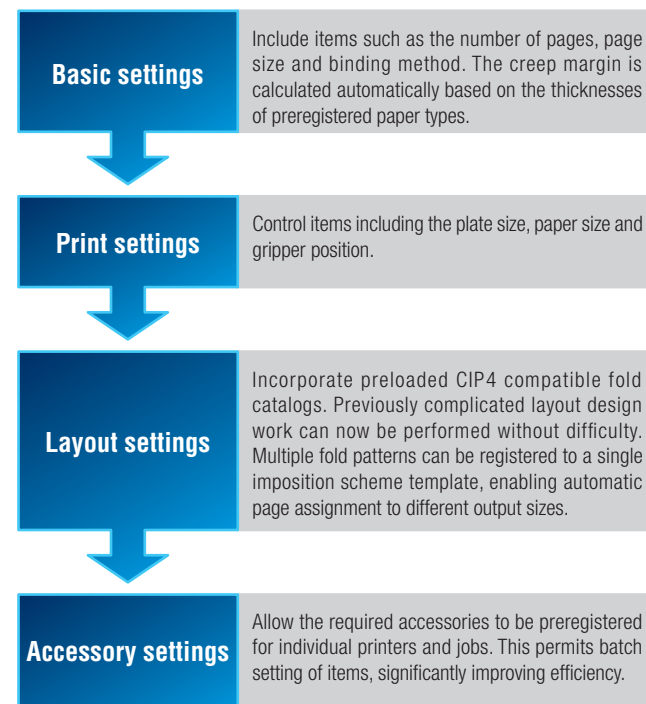 Basic settings
Include items such as the number of pages, page
size and binding method. The creep margin is
calculated automatically based on the thicknesses
of preregistered paper types.
Print settings
Control items including the plate size, paper size and
gripper position.
Layout settings
Incorporate preloaded CIP4 compatible fold
catalogs. Previously complicated layout design
work can now be performed without difficulty.
Multiple fold patterns can be registered to a single
imposition scheme template, enabling automatic
page assignment to different output sizes.
Accessory settings
Allow the required accessories to be preregistered
for individual printers and jobs. This permits batch
setting of items, significantly improving efficiency.